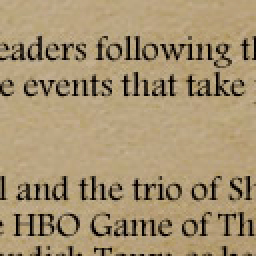 eaders following th
e events that take
l and the trio of Sh
e HBO Game of Th